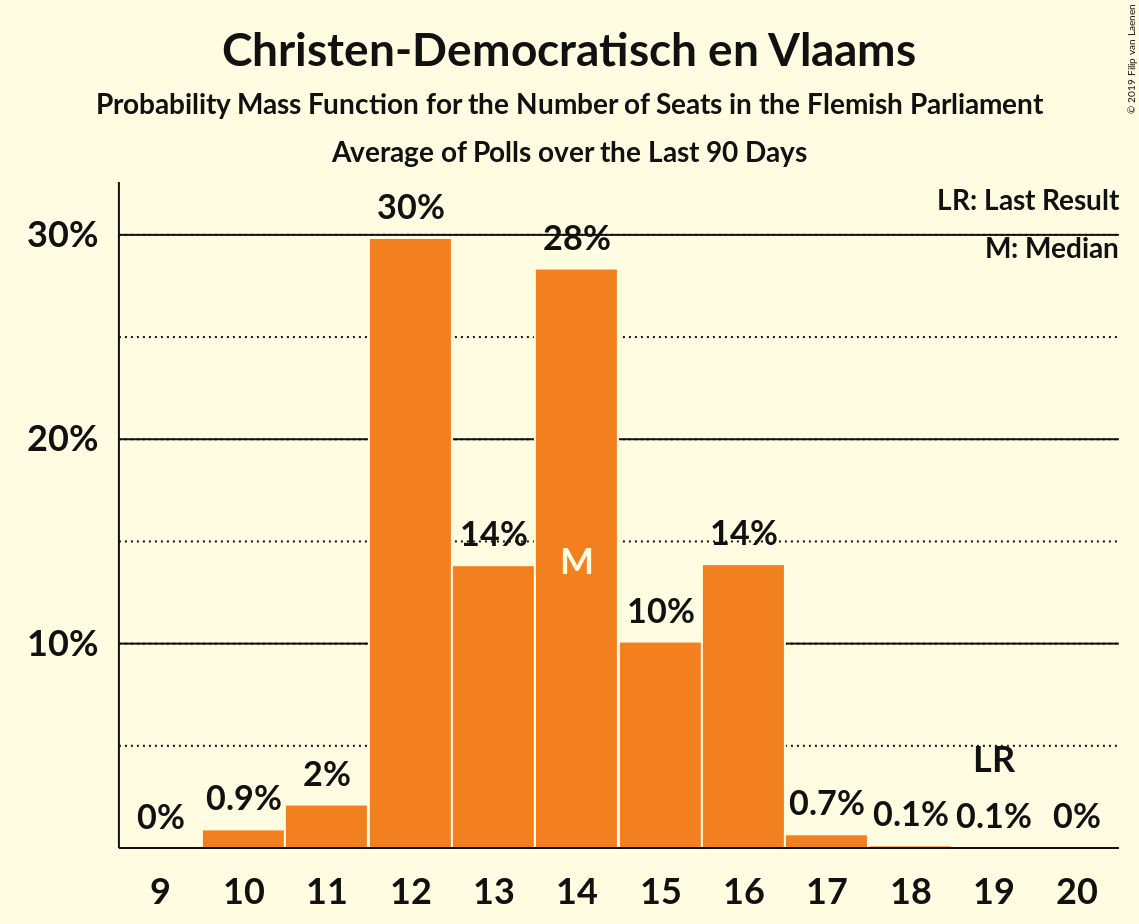 Christen-Democratisch en Vlaams
Probability Mass Function for the Number of Seats in the Flemish Parliament
Average of Polls over the Last 90 Days
© 2019 Filip van Laenen
LR: Last Result
M: Median
30%
20%
10%
0%
0.9%
2%
30%
14%
28%
M
10%
14%
0.7%
0.1%
LR
0.1%
0%
9 10 11 12 13 14 15 16 17 18 19 20